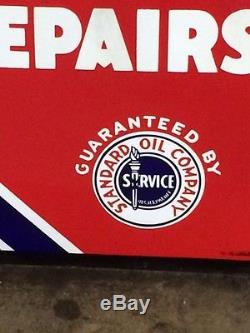 EPAIRS
GUARANTEED BY
STANDARD OIL COMPANY
SERVICE